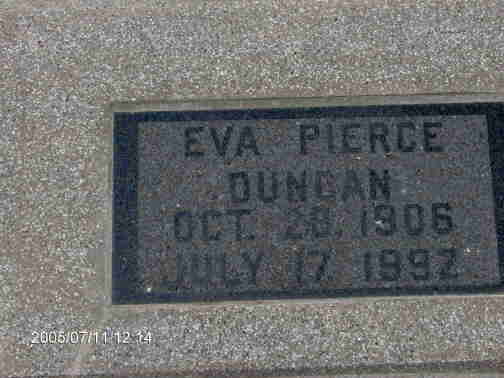 EVA PIERCE
DUNCAN
OCT. 28, 1906
JULY 17 1992
2005/07/11 12:14